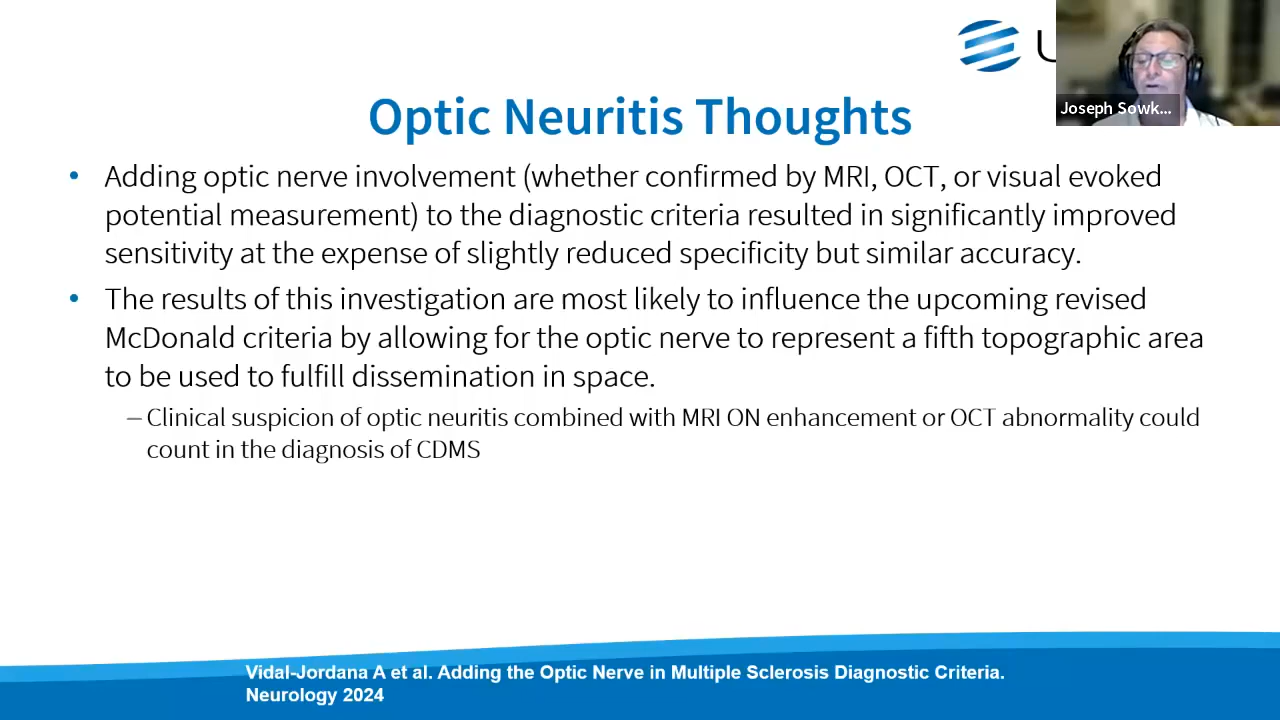 Optic Neuritis Thoughts
• Adding optic nerve involvement (whether confirmed by MRI, OCT, or visual evoked
potential measurement) to the diagnostic criteria resulted in significantly improved
sensitivity at the expense of slightly reduced specificity but similar accuracy.
• The results of this investigation are most likely to influence the upcoming revised
McDonald criteria by allowing for the optic nerve to represent a fifth topographic area
to be used to fulfill dissemination in space.
– Clinical suspicion of optic neuritis combined with MRI ON enhancement or OCT abnormality could
count in the diagnosis of CDMS
Joseph Sowk...
Vidal-Jordana A et al. Adding the Optic Nerve in Multiple Sclerosis Diagnostic Criteria.
Neurology 2024